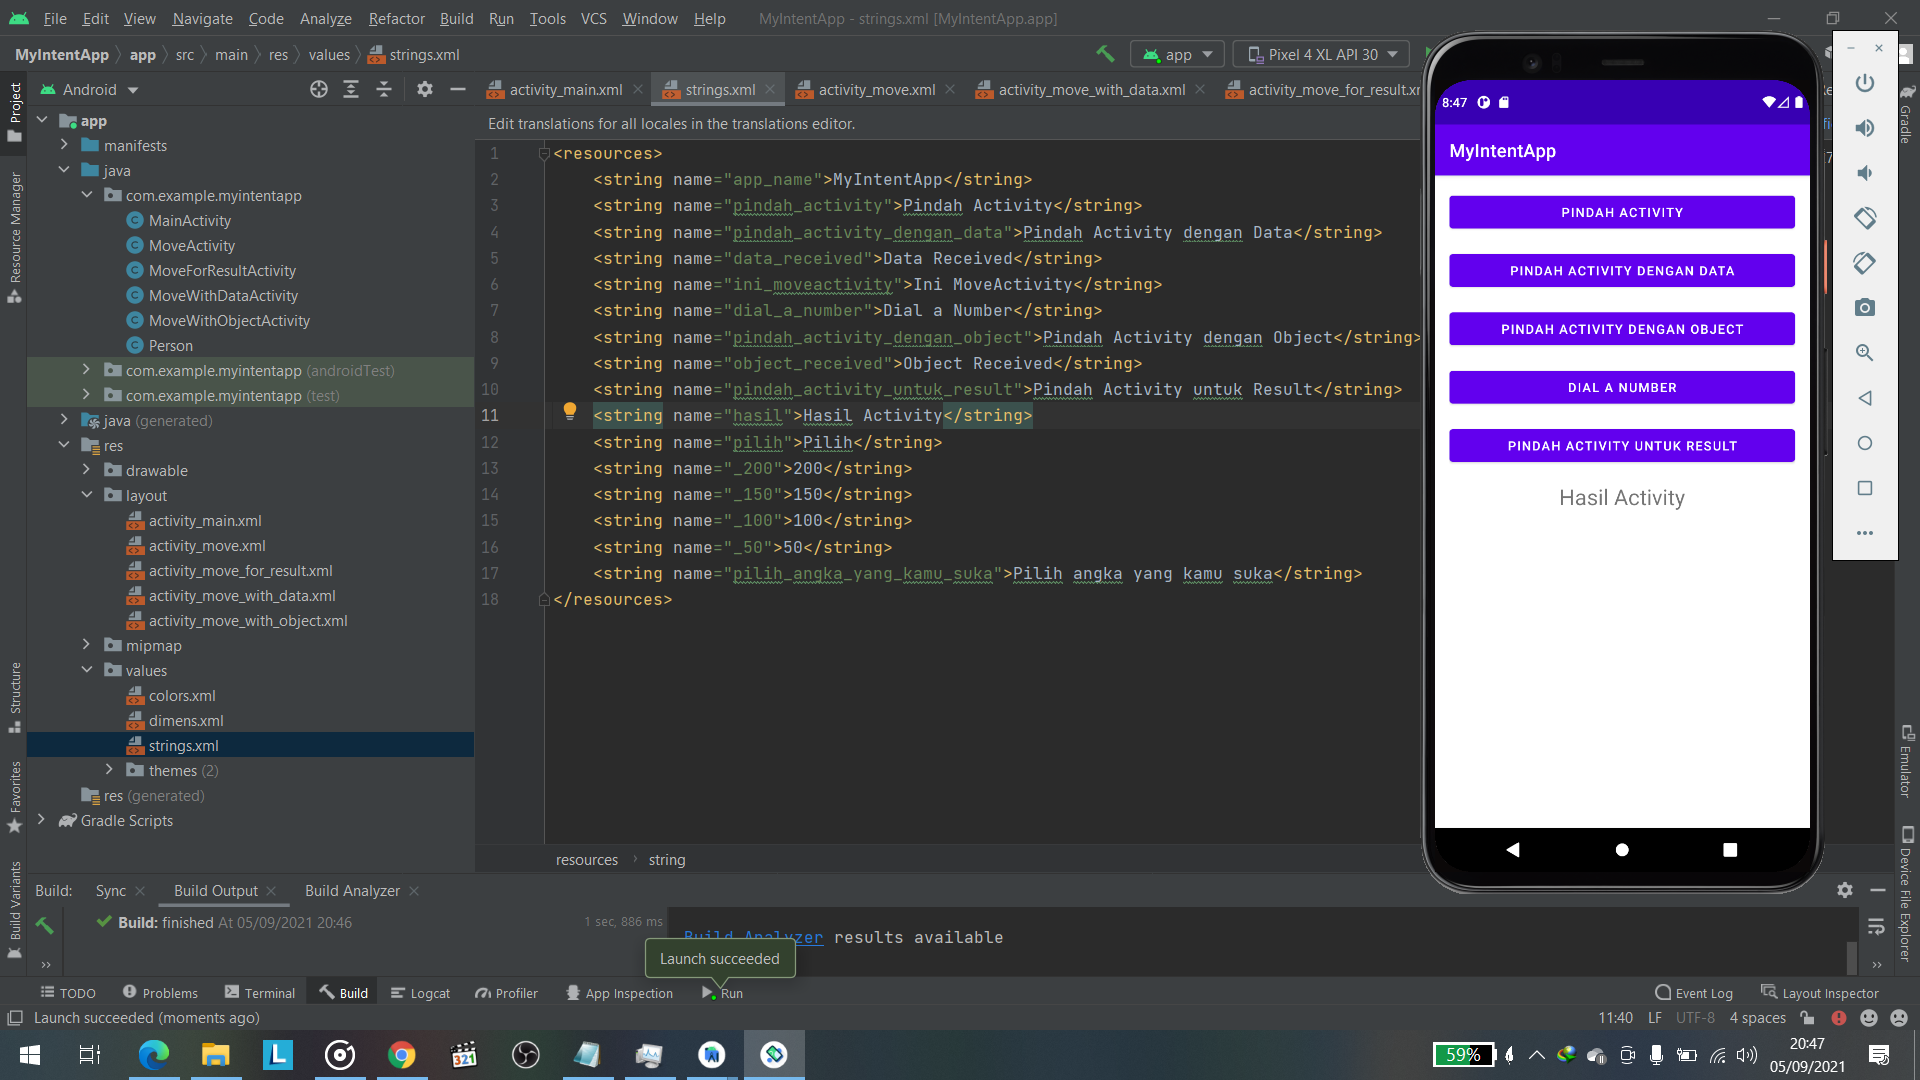 File Edit View Navigate Code Analyze Refactor Build Run Tools VCS Window Help MyIntentApp - strings.xml [MyIntentApp.app]
MyIntentApp app src main res values strings.xml app Pixel 4 XL API 30
Android activity_main.xml strings.xml activity_move.xml activity_move_with_data.xml activity_move_for_result.xr
Edit translations for all locales in the translations editor.
Project
Resource Manager
Structure
Favorites
Build Variants
app
manifests
java
com.example.myintentapp
MainActivity
MoveActivity
MoveForResultActivity
MoveWithDataActivity
MoveWithObjectActivity
Person
com.example.myintentapp (androidTest)
com.example.myintentapp (test)
java (generated)
res
drawable
layout
activity_main.xml
activity_move.xml
activity_move_for_result.xml
activity_move_with_data.xml
activity_move_with_object.xml
mipmap
values
colors.xml
dimens.xml
strings.xml
themes (2)
res (generated)
Gradle Scripts
1 <resources>
2 <string name="app_name">MyIntentApp</string>
3 <string name="pindah_activity">Pindah Activity</string>
4 <string name="pindah_activity_dengan_data">Pindah Activity dengan Data</string>
5 <string name="data_received">Data Received</string>
6 <string name="ini_moveactivity">Ini MoveActivity</string>
7 <string name="dial_a_number">Dial a Number</string>
8 <string name="pindah_activity_dengan_object">Pindah Activity dengan Object</string>
9 <string name="object_received">Object Received</string>
10 <string name="pindah_activity_untuk_result">Pindah Activity untuk Result</string>
11 <string name="hasil">Hasil Activity</string>
12 <string name="pilih">Pilih</string>
13 <string name="_200">200</string>
14 <string name="_150">150</string>
15 <string name="_100">100</string>
16 <string name="_50">50</string>
17 <string name="pilih_angka_yang_kamu_suka">Pilih angka yang kamu suka</string>
18 </resources>
resources string
8:47
MyIntentApp
PINDAH ACTIVITY
PINDAH ACTIVITY DENGAN DATA
PINDAH ACTIVITY DENGAN OBJECT
DIAL A NUMBER
PINDAH ACTIVITY UNTUK RESULT
Hasil Activity
Gradle
Emulator
Device File Explorer
Build: Sync Build Output Build Analyzer
Build: finished At 05/09/2021 20:46 1 sec, 886 ms
Build Analyzer results available
Launch succeeded
TODO Problems Terminal Build Logcat Profiler App Inspection Run Event Log Layout Inspector
Launch succeeded (moments ago) 11:40 LF UTF-8 4 spaces
L 321 59% 20:47
05/09/2021